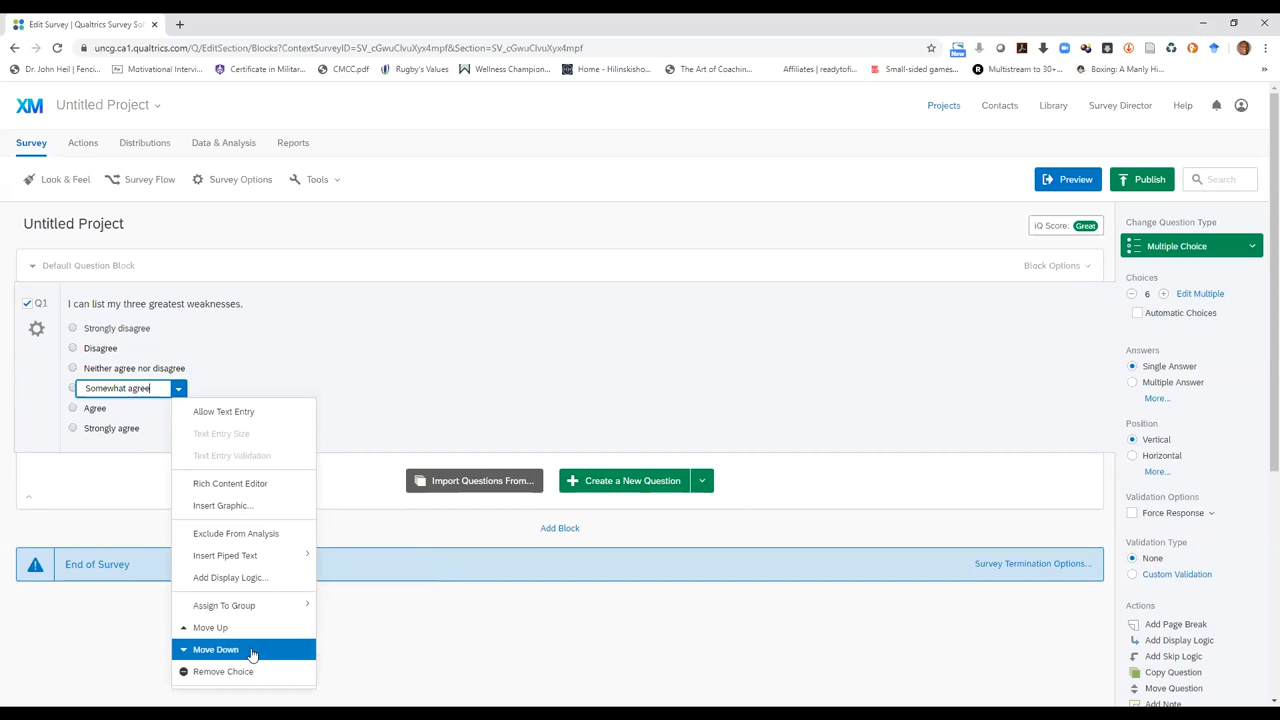 Edit Survey | Qualtrics Survey Sof
uncg.ca1.qualtrics.com/Q/EditSection/Blocks?ContextSurveyID=SV_cGwuClvuXyx4mpf&Section=SV_cGwuClvuXyx4mpf
New
Dr. John Heil | Fenci... Motivational Intervi... Certificate in Militar... CMCC.pdf Rugby's Values Wellness Champion... Home - Hilinskisho... The Art of Coachin... Affiliates | readytofi... Small-sided games... Multistream to 30+... Boxing: A Manly Hi...
XM Untitled Project Projects Contacts Library Survey Director Help
Survey Actions Distributions Data & Analysis Reports
Look & Feel Survey Flow Survey Options Tools Preview Publish Search
Untitled Project iQ Score: Great
Default Question Block Block Options
Q1 I can list my three greatest weaknesses.
Strongly disagree
Disagree
Neither agree nor disagree
Somewhat agree
Agree
Strongly agree
Allow Text Entry
Text Entry Size
Text Entry Validation
Rich Content Editor
Insert Graphic...
Exclude From Analysis
Insert Piped Text
Add Display Logic...
Assign To Group
Move Up
Move Down
Remove Choice
Import Questions From... Create a New Question
Add Block
End of Survey Survey Termination Options...
Change Question Type
Multiple Choice
Choices
6 Edit Multiple
Automatic Choices
Answers
Single Answer
Multiple Answer
More...
Position
Vertical
Horizontal
More...
Validation Options
Force Response
Validation Type
None
Custom Validation
Actions
Add Page Break
Add Display Logic
Add Skip Logic
Copy Question
Move Question
Add Note